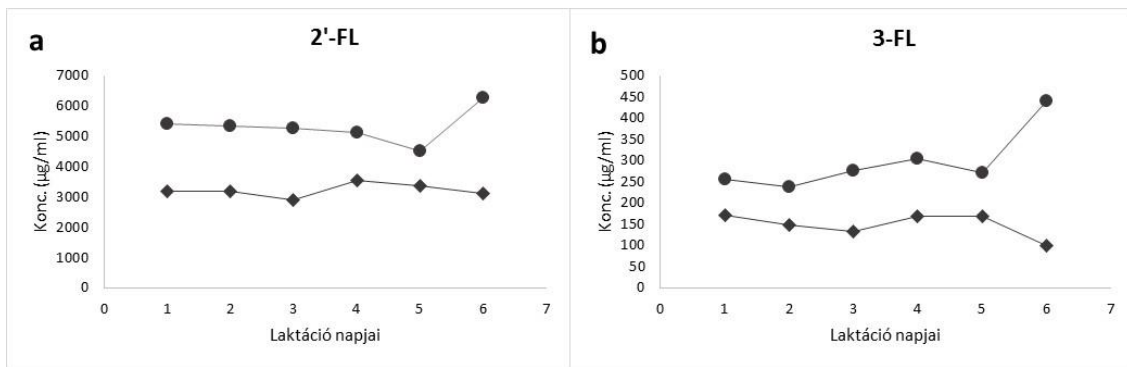 a
2'-FL
7000
6000
5000
4000
3000
2000
1000
0
Konc. (µg/ml)
0 1 2 3 4 5 6 7
Laktáció napjai
b
3-FL
500
450
400
350
300
250
200
150
100
50
0
Konc. (µg/ml)
0 1 2 3 4 5 6 7
Laktáció napjai